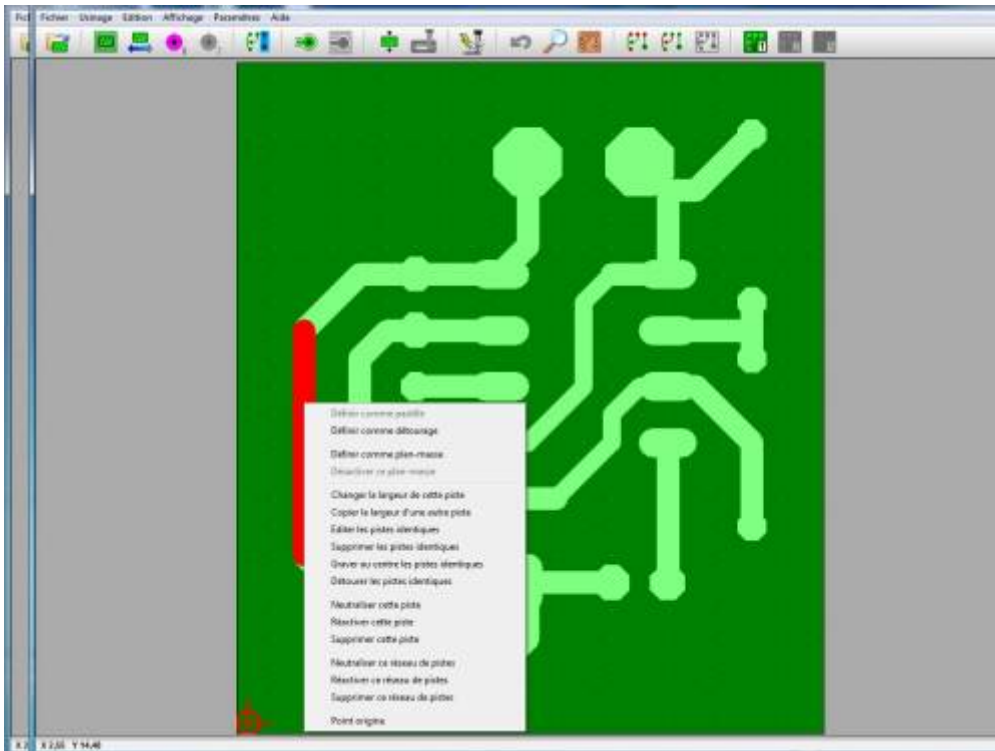 Fichier Usinage Edition Affichage Paramètres Aide
Définir comme pastille
Définir comme détourage
Définir comme plan-masse
Désactiver ce plan-masse
Changer la largeur de cette piste
Copier la largeur d'une autre piste
Editer les pistes identiques
Supprimer les pistes identiques
Graver au centre les pistes identiques
Détourer les pistes identiques
Neutraliser cette piste
Réactiver cette piste
Supprimer cette piste
Neutraliser ce réseau de pistes
Réactiver ce réseau de pistes
Supprimer ce réseau de pistes
Point origine
X 2,55 Y 14,48